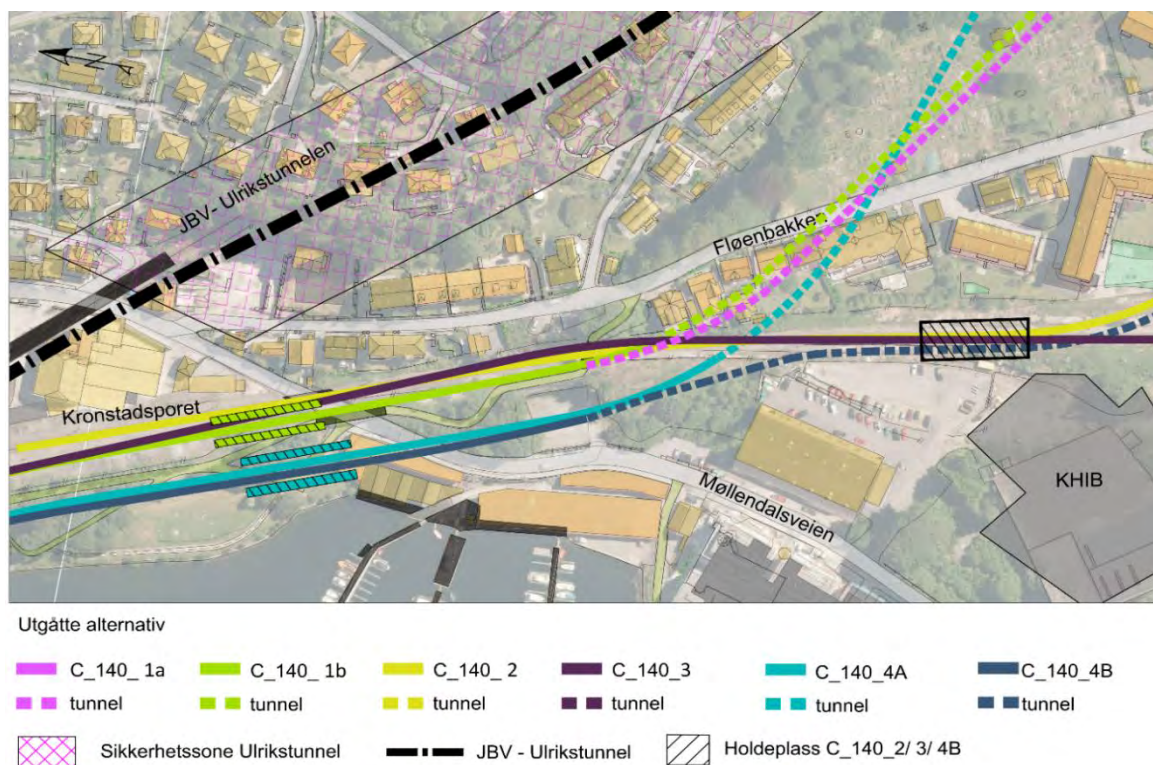 N
JBV- Ulrikstunnelen
Fløenbakken
Kronstadsporet
KHIB
Møllendalsveien
Utgåtte alternativ
C_140_ 1a C_140_ 1b C_140_ 2 C_140_3 C_140_4A C_140_4B
tunnel tunnel tunnel tunnel tunnel tunnel
Sikkerhetssone Ulrikstunnel JBV - Ulrikstunnel Holdeplass C_140_2/ 3/ 4B